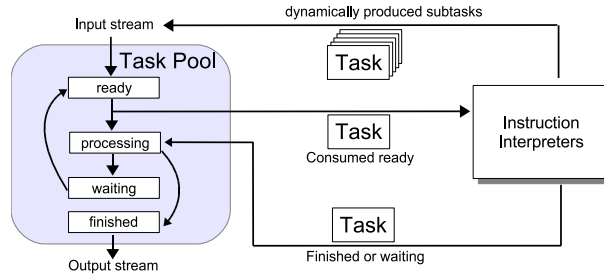 dynamically produced subtasks
Input stream
Task Pool
Task
ready
Task
Instruction
Interpreters
processing
Consumed ready
waiting
finished
Task
Finished or waiting
Output stream